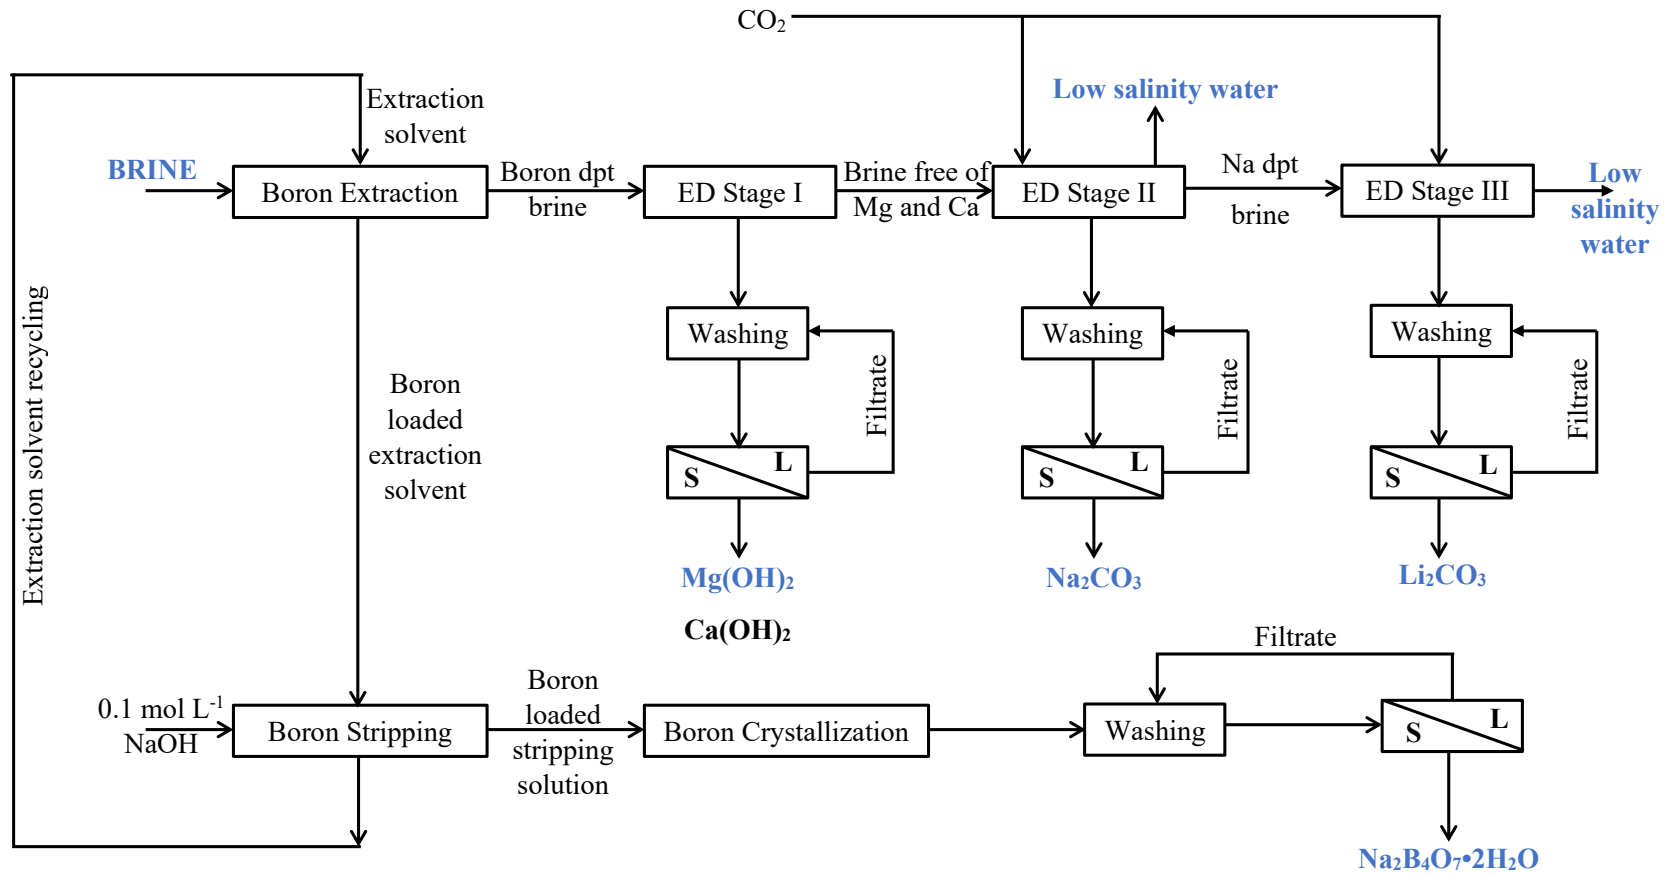 CO₂
Extraction
solvent
Low salinity water
BRINE
Boron Extraction
Boron dpt
brine
ED Stage I
Brine free of
Mg and Ca
ED Stage II
Na dpt
brine
ED Stage III
Low
salinity
water
Extraction solvent recycling
Boron
loaded
extraction
solvent
Washing
Filtrate
S
L
Mg(OH)₂
Ca(OH)₂
Washing
Filtrate
S
L
Na₂CO₃
Washing
Filtrate
S
L
Li₂CO₃
0.1 mol L⁻¹
NaOH
Boron Stripping
Boron
loaded
stripping
solution
Boron Crystallization
Washing
Filtrate
S
L
Na₂B₄O₇•2H₂O